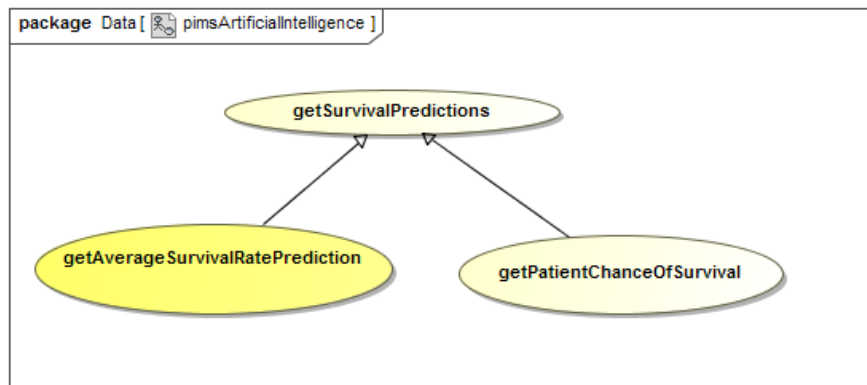 package Data [ pimsArtificialIntelligence ]
getSurvivalPredictions
getAverageSurvivalRatePrediction
getPatientChanceOfSurvival